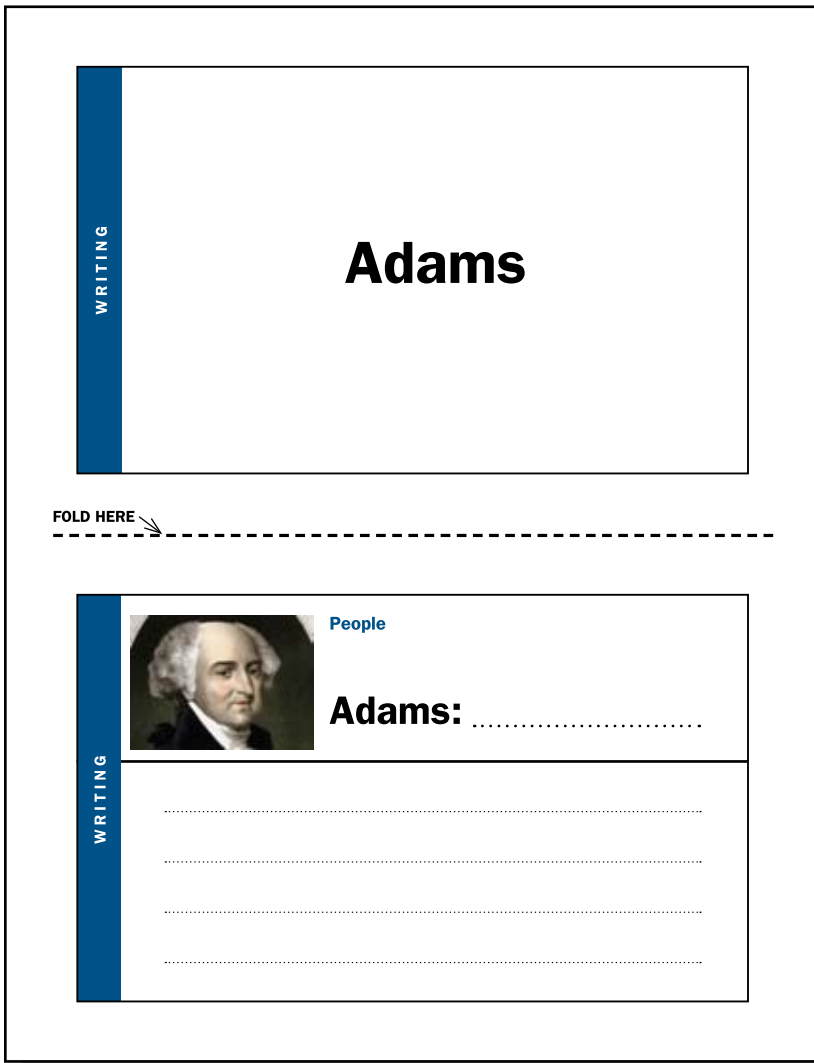 WRITING
Adams
FOLD HERE
WRITING
People
Adams: